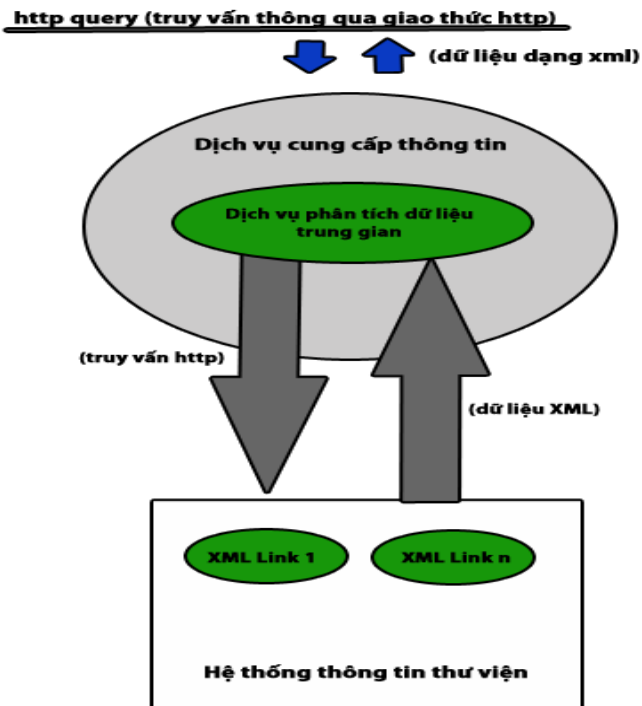 http query (truy vấn thông qua giao thức http)
(dữ liệu dạng xml)
Dịch vụ cung cấp thông tin
Dịch vụ phân tích dữ liệu
trung gian
(truy vấn http)
(dữ liệu XML)
XML Link 1
XML Link n
Hệ thống thông tin thư viện